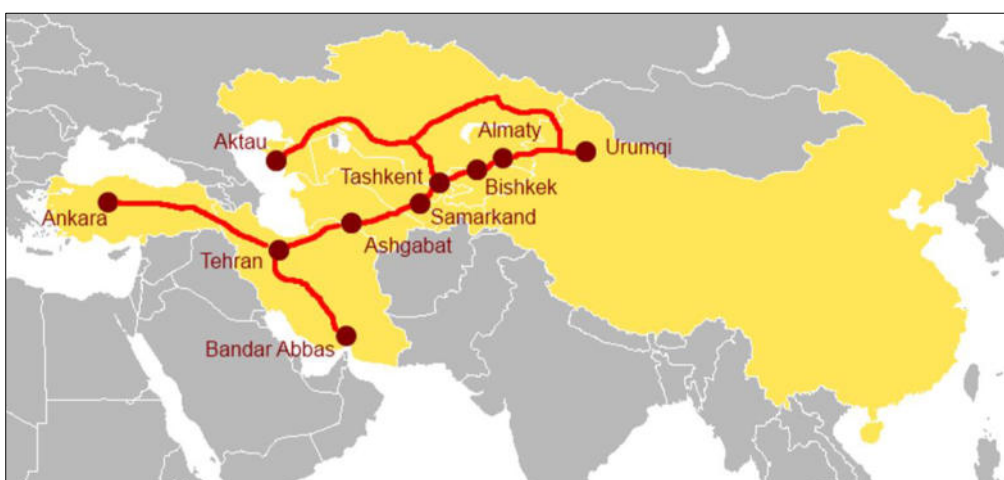 Almaty
Aktau
Urumqi
Tashkent
Bishkek
Ankara
Samarkand
Ashgabat
Tehran
Bandar Abbas